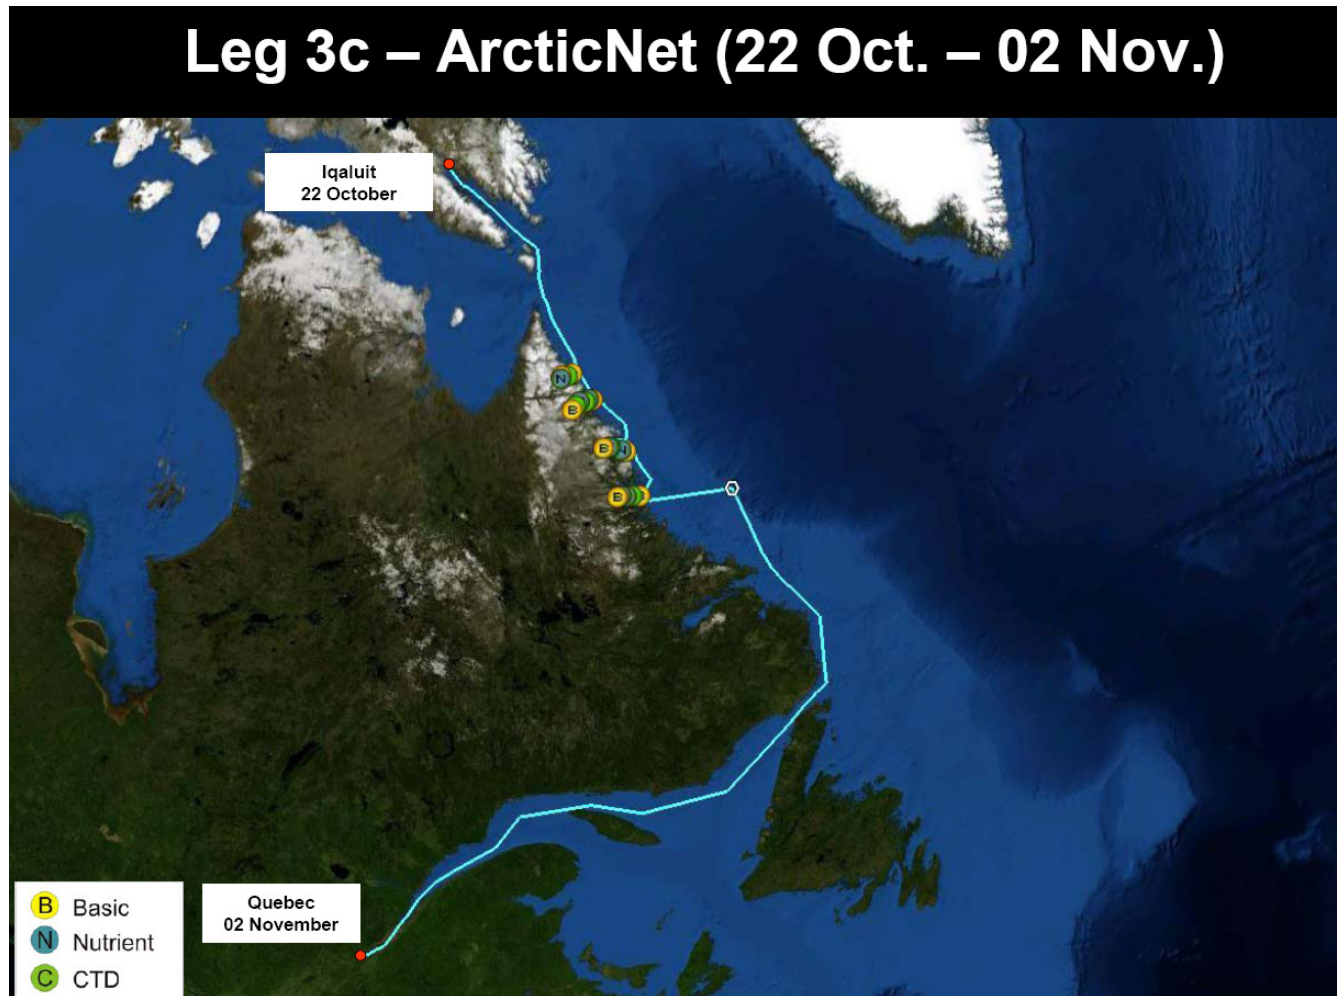 Leg 3c – ArcticNet (22 Oct. – 02 Nov.)
Iqaluit
22 October
N
B
B
N
B
Quebec
02 November
B Basic
N Nutrient
C CTD